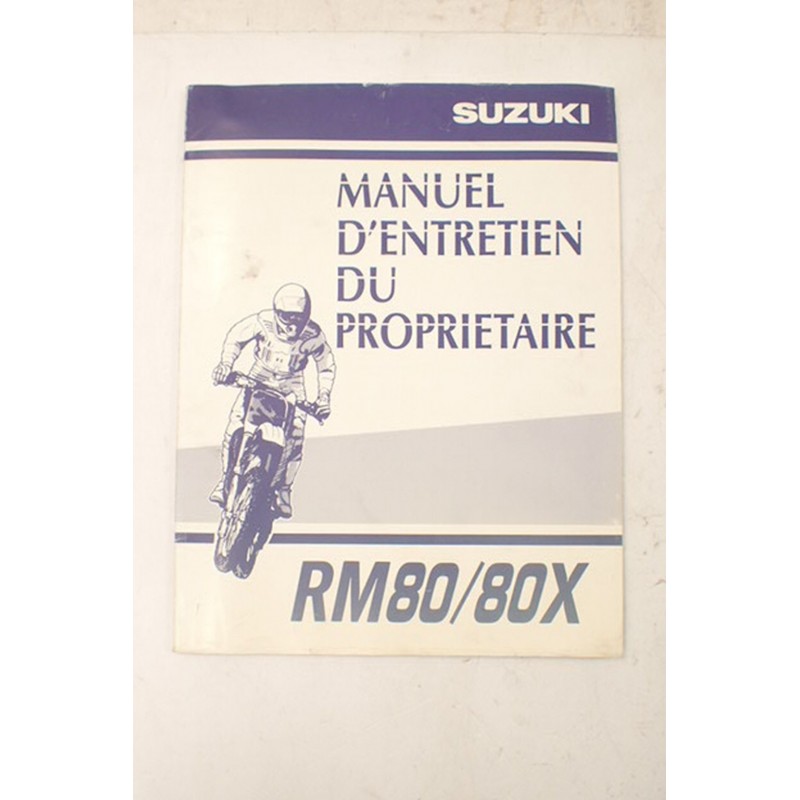 SUZUKI
MANUEL
D'ENTRETIEN
DU
PROPRIETAIRE
RM80/80X